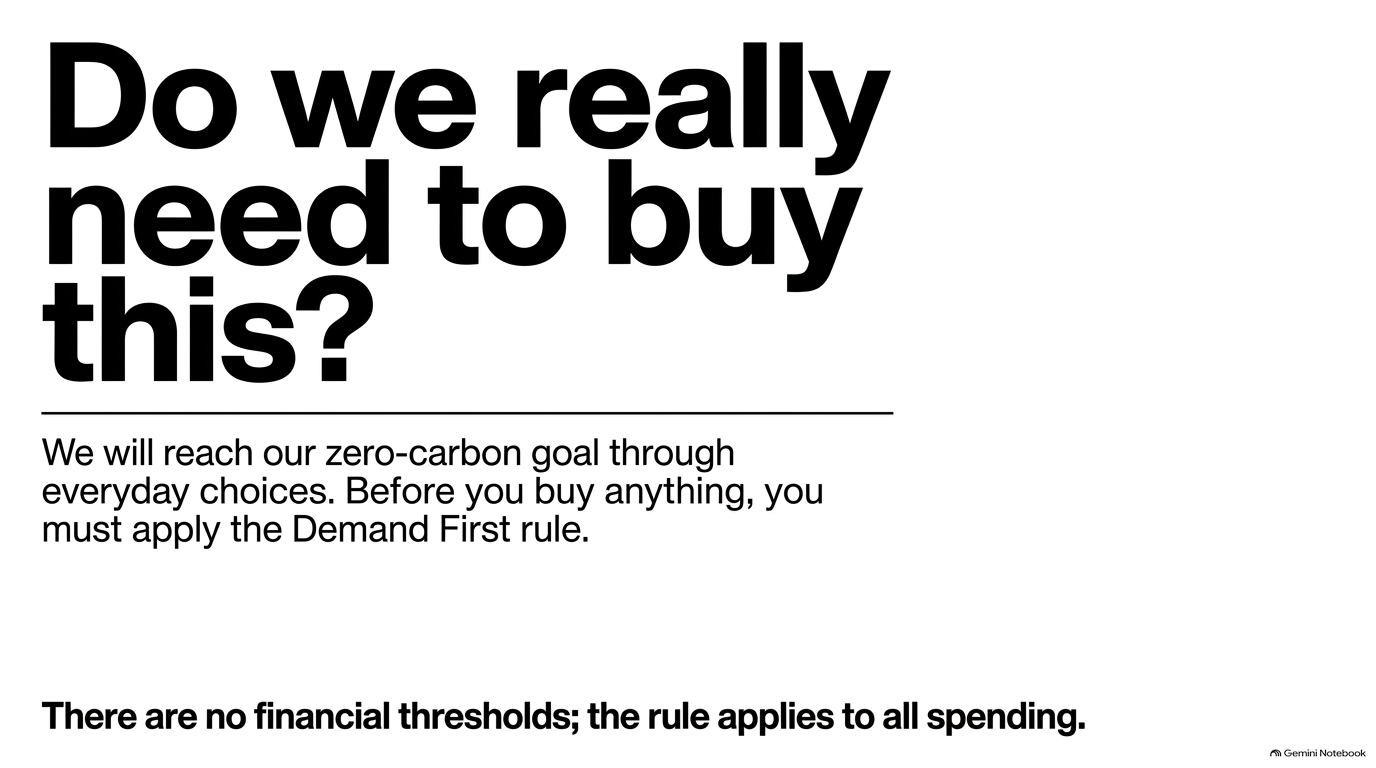 Do we really
need to buy
this?
We will reach our zero-carbon goal through
everyday choices. Before you buy anything, you
must apply the Demand First rule.
There are no financial thresholds; the rule applies to all spending.
Gemini Notebook